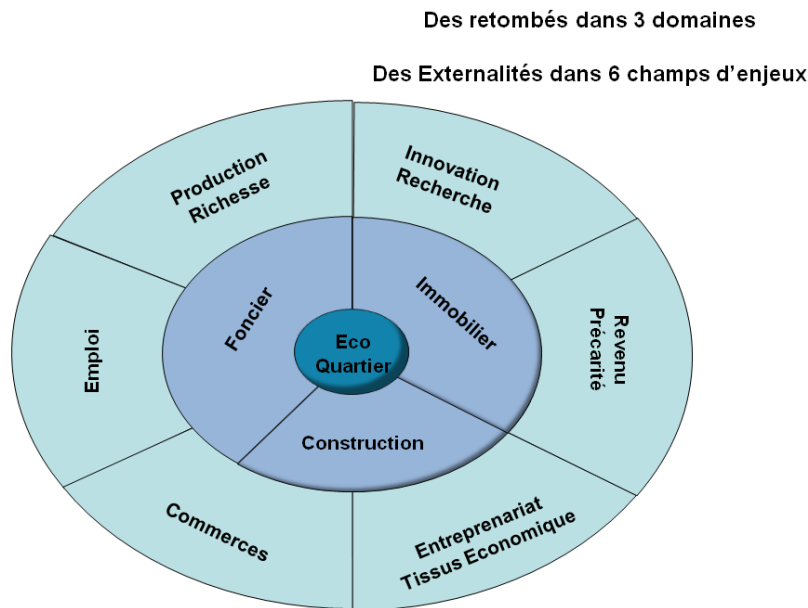 Des retombés dans 3 domaines
Des Externalités dans 6 champs d’enjeux
Production
Richesse
Innovation
Recherche
Foncier
Immobilier
Revenu
Précarité
Emploi
Eco
Quartier
Construction
Commerces
Entreprenariat
Tissus Economique